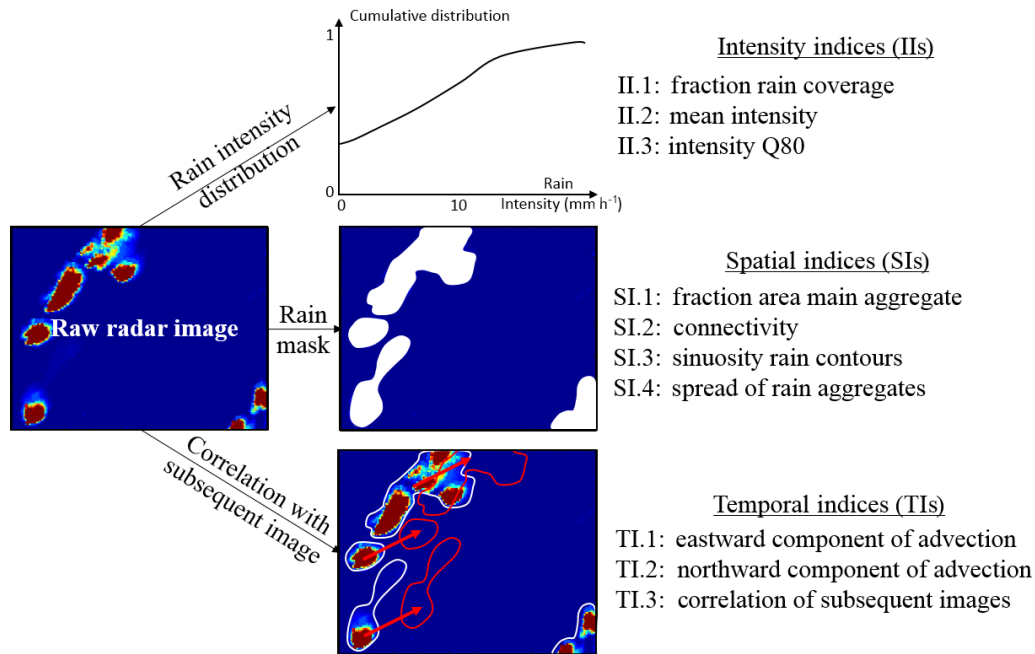 Cumulative distribution
1
0
0
10
Rain
Intensity (mm h⁻¹)
Rain intensity
distribution
Intensity indices (IIs)
II.1: fraction rain coverage
II.2: mean intensity
II.3: intensity Q80
Raw radar image
Rain
mask
Spatial indices (SIs)
SI.1: fraction area main aggregate
SI.2: connectivity
SI.3: sinuosity rain contours
SI.4: spread of rain aggregates
Correlation with
subsequent image
Temporal indices (TIs)
TI.1: eastward component of advection
TI.2: northward component of advection
TI.3: correlation of subsequent images